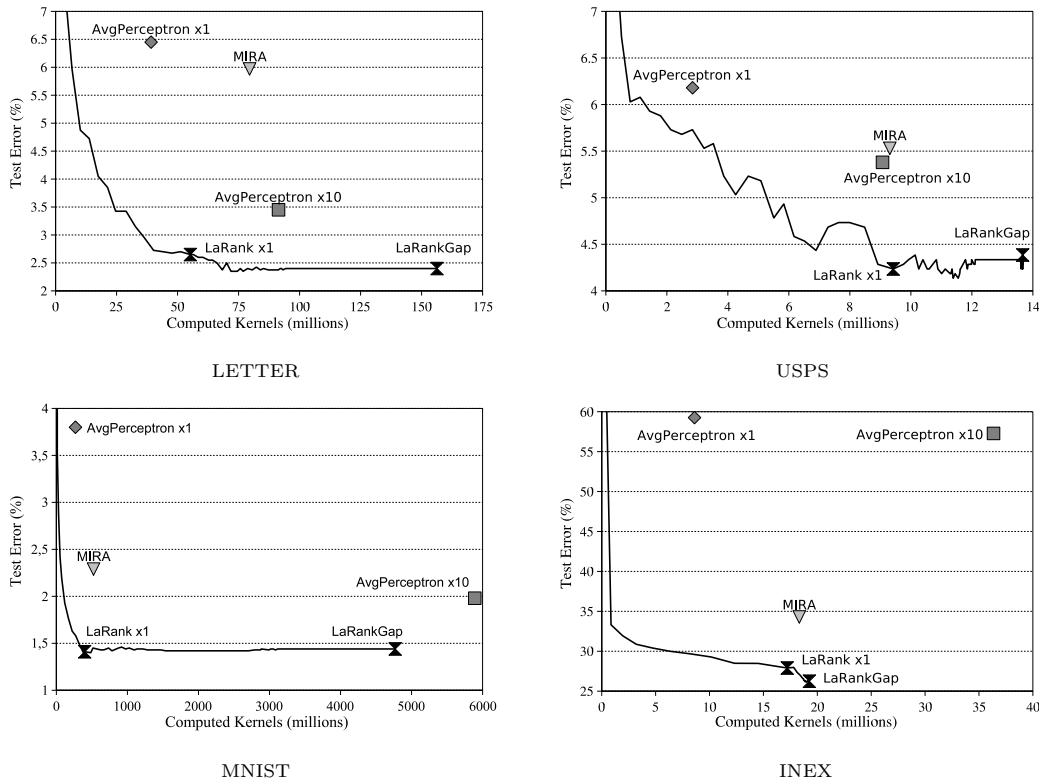 7
6.5
6
5.5
5
4.5
4
3.5
3
2.5
2
Test Error (%)
AvgPerceptron x1
MIRA
AvgPerceptron x10
LaRank x1
LaRankGap
0 25 50 75 100 125 150 175
Computed Kernels (millions)
LETTER
7
6.5
6
5.5
5
4.5
4
Test Error (%)
AvgPerceptron x1
MIRA
AvgPerceptron x10
LaRankGap
LaRank x1
0 2 4 6 8 10 12 14
Computed Kernels (millions)
USPS
4
3,5
3
2,5
2
1,5
1
Test Error (%)
AvgPerceptron x1
MIRA
AvgPerceptron x10
LaRank x1
LaRankGap
0 1000 2000 3000 4000 5000 6000
Computed Kernels (millions)
MNIST
60
55
50
45
40
35
30
25
Test Error (%)
AvgPerceptron x1
AvgPerceptron x10
MIRA
LaRank x1
LaRankGap
0 5 10 15 20 25 30 35 40
Computed Kernels (millions)
INEX